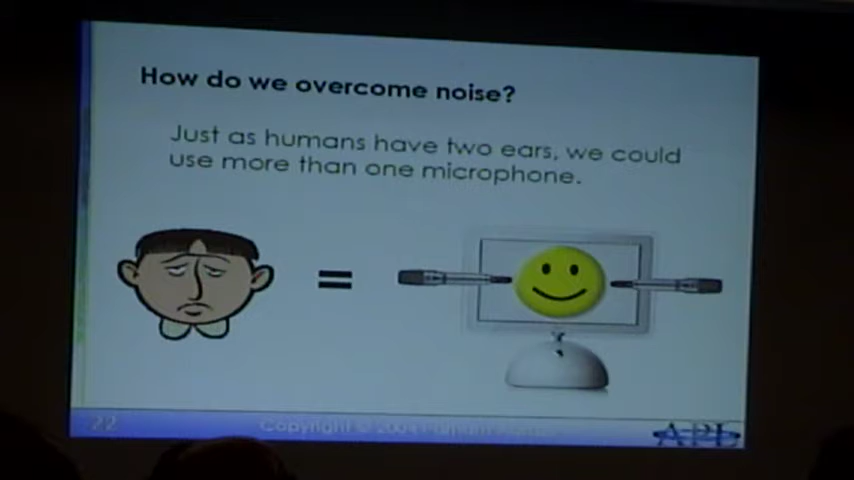 How do we overcome noise?
Just as humans have two ears, we could
use more than one microphone.
=
22
Copyright ©
APL